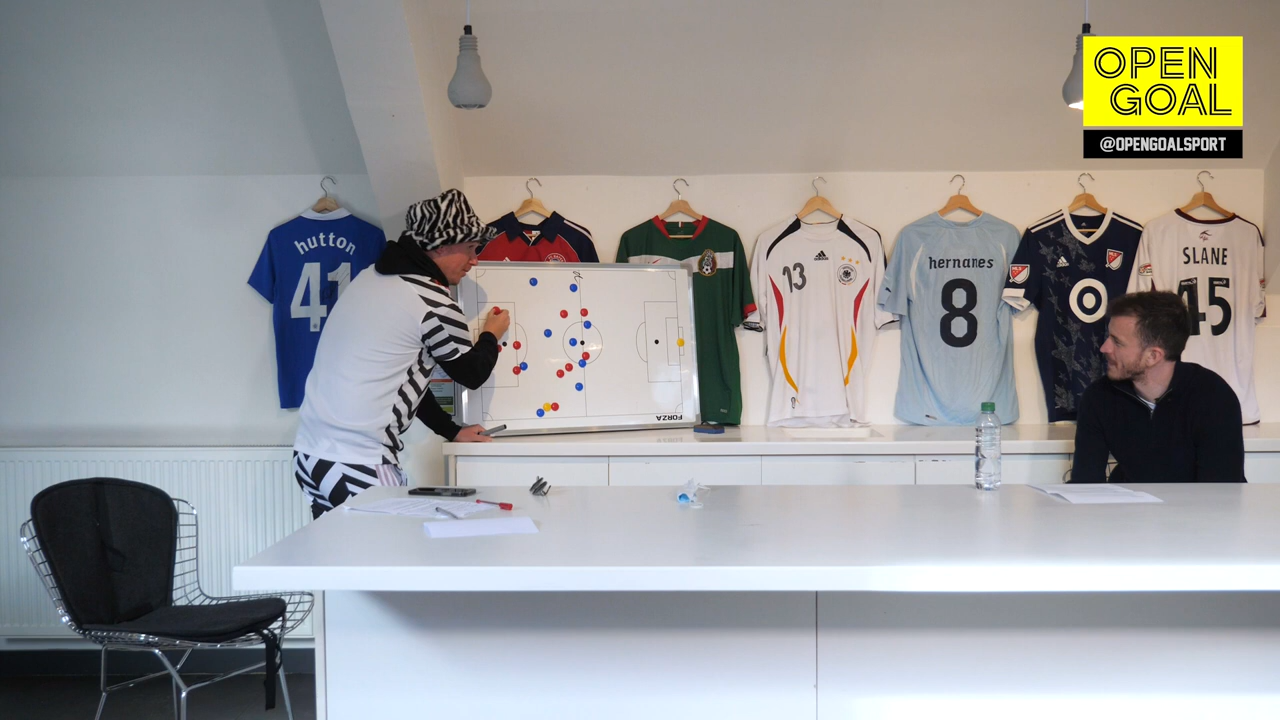 OPEN
GOAL
@OPENGOALSPORT
hutton
41
13
hernanes
8
SLANE
45
FORZA